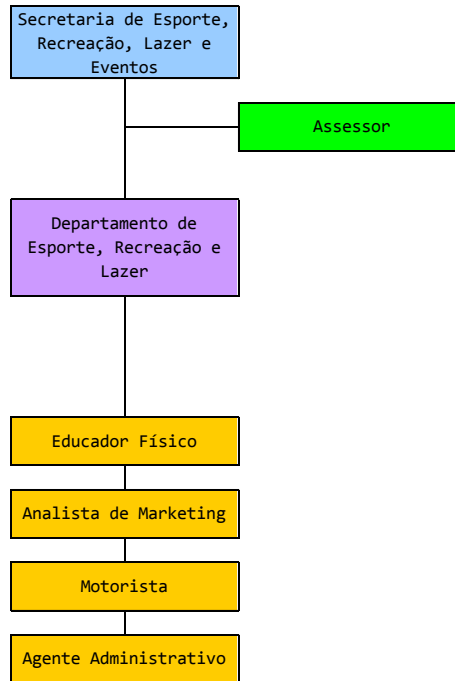 Secretaria de Esporte,
Recreação, Lazer e
Eventos
Assessor
Departamento de
Esporte, Recreação e
Lazer
Educador Físico
Analista de Marketing
Motorista
Agente Administrativo